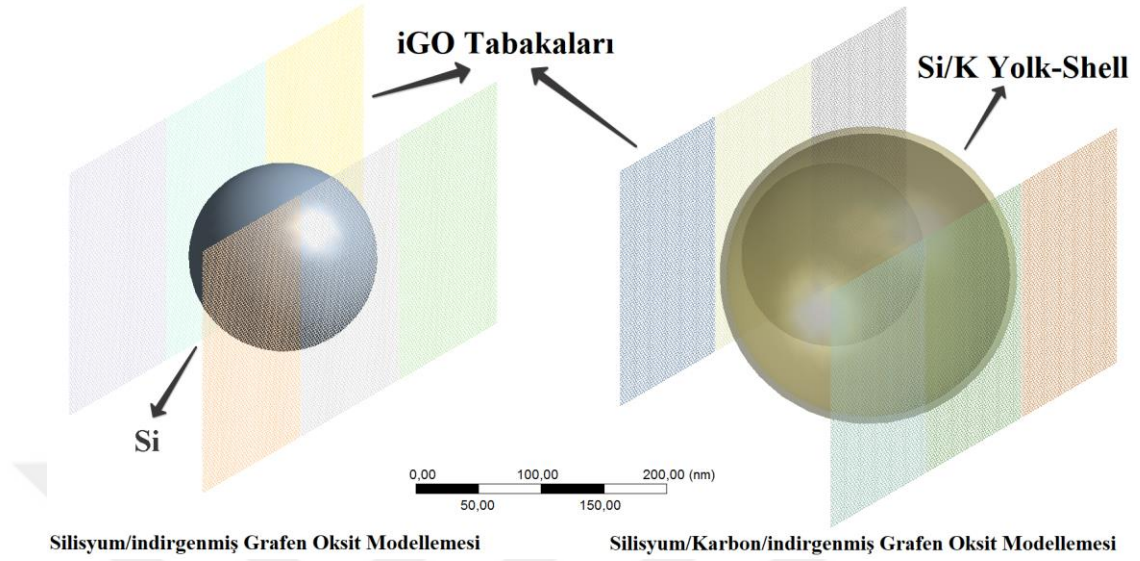 iGO Tabakaları
Si/K Yolk-Shell
Si
0,00 100,00 200,00 (nm)
50,00 150,00
Silisyum/indirgenmiş Grafen Oksit Modellemesi
Silisyum/Karbon/indirgenmiş Grafen Oksit Modellemesi